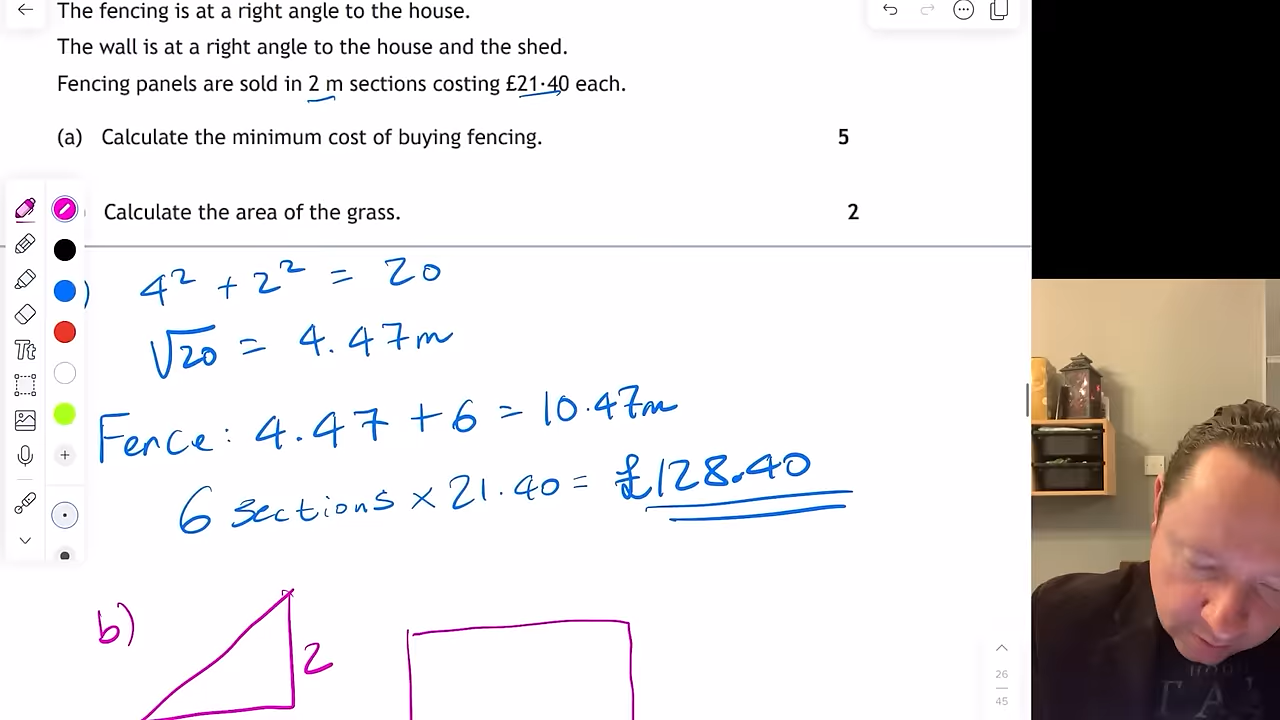 The fencing is at a right angle to the house.
The wall is at a right angle to the house and the shed.
Fencing panels are sold in 2 m sections costing £21·40 each.
(a) Calculate the minimum cost of buying fencing. 5
) Calculate the area of the grass. 2
Tt
) 4² + 2² = 20
√20 = 4.47m
Fence: 4.47 + 6 = 10.47m
6 sections × 21.40 = £128.40
b) 2
26
45